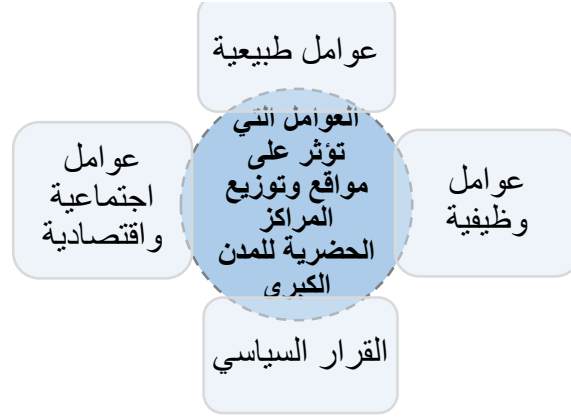 عوامل طبيعية
العوامل التي
تؤثر على
مواقع وتوزيع
المراكز
الحضرية للمدن
الكبرى
عوامل
وظيفية
عوامل
اجتماعية
واقتصادية
القرار السياسي